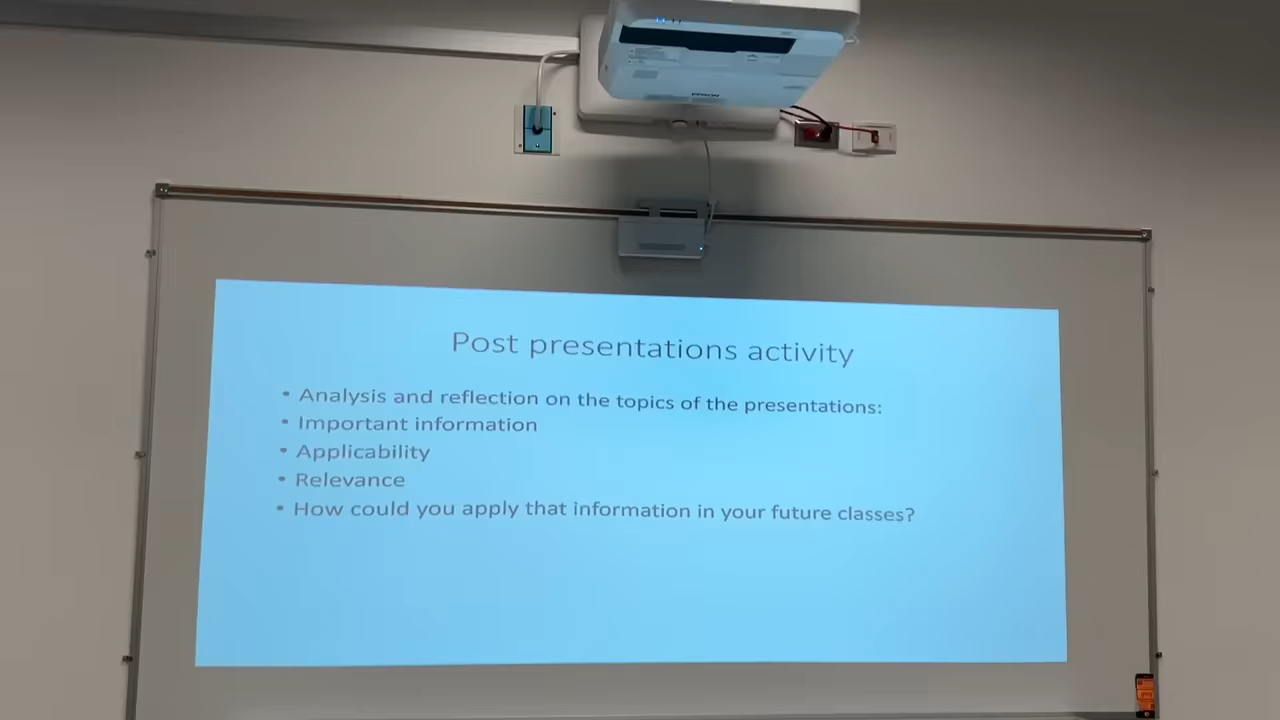 EPSON
Post presentations activity
• Analysis and reflection on the topics of the presentations:
• Important information
• Applicability
• Relevance
• How could you apply that information in your future classes?